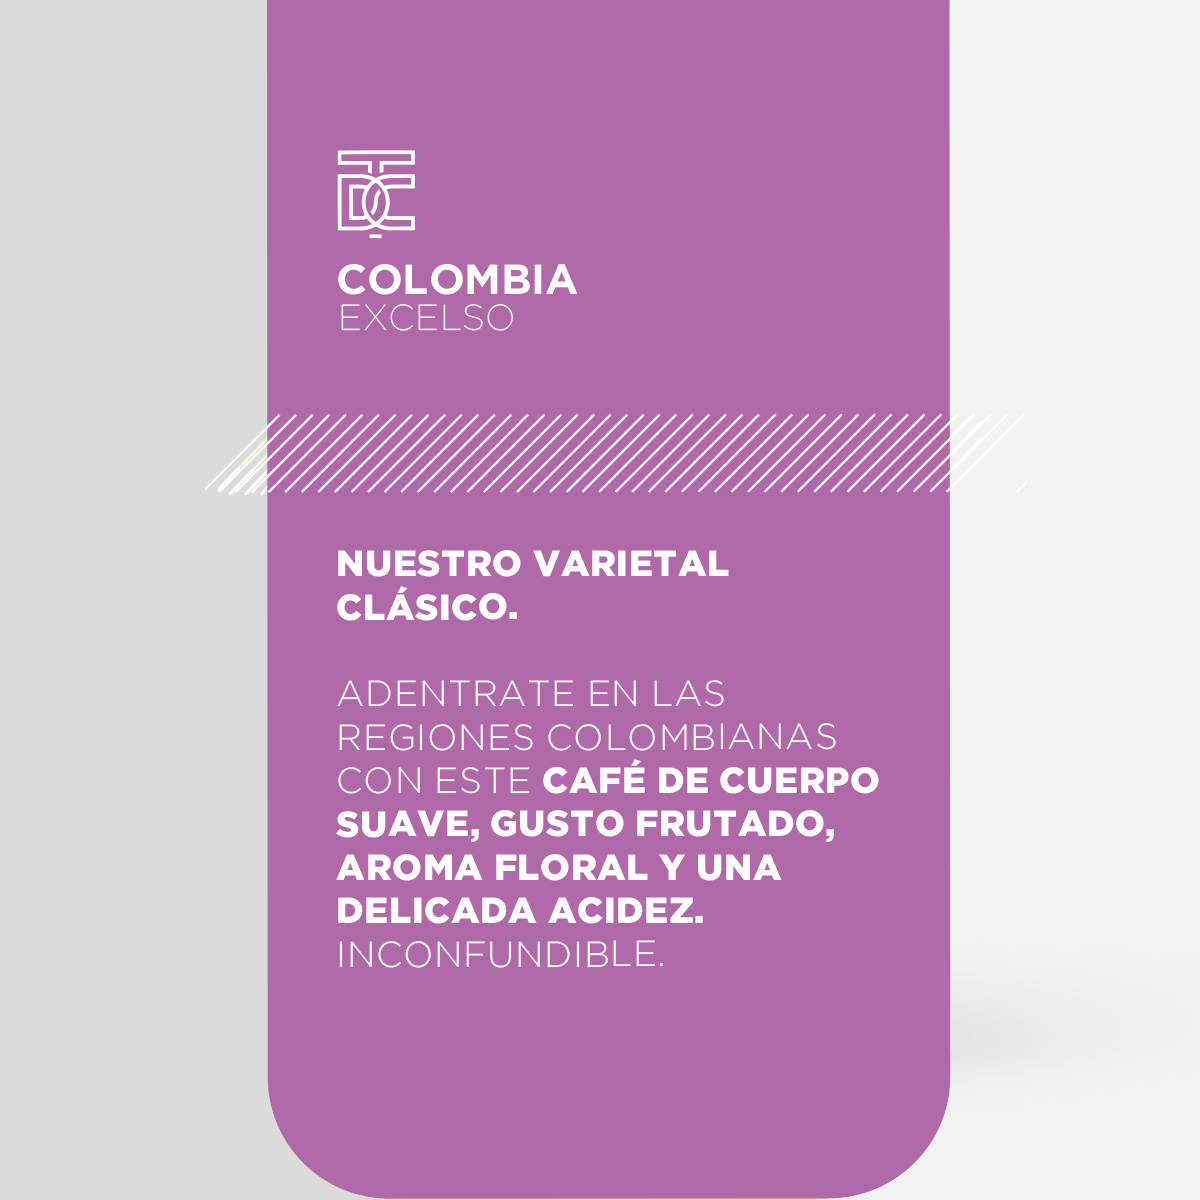 TDC
COLOMBIA
EXCELSO
NUESTRO VARIETAL
CLÁSICO.
ADENTRATE EN LAS
REGIONES COLOMBIANAS
CON ESTE CAFÉ DE CUERPO
SUAVE, GUSTO FRUTADO,
AROMA FLORAL Y UNA
DELICADA ACIDEZ.
INCONFUNDIBLE.